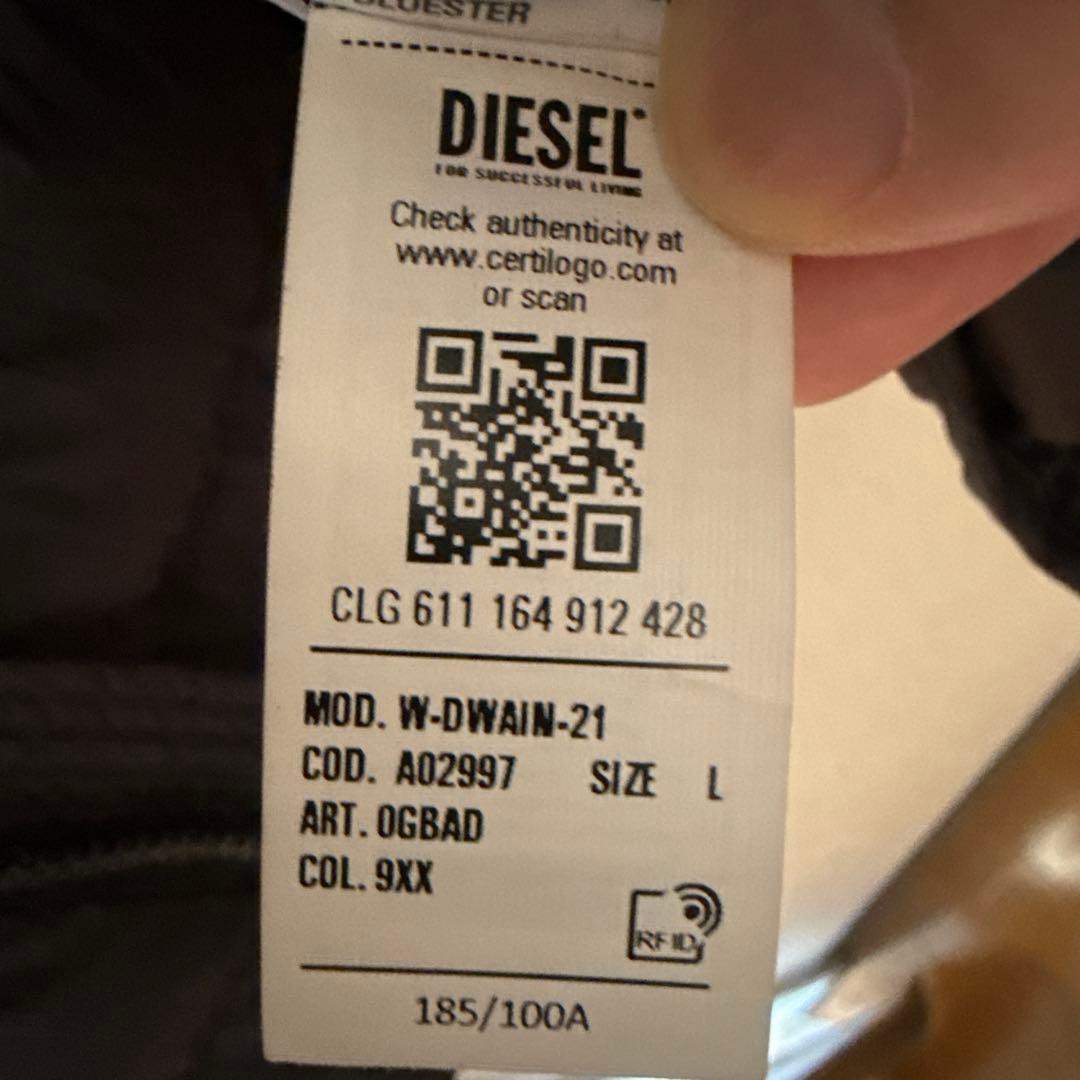 DIESEL
FOR SUCCESSFUL LIVING
Check authenticity at
www.certilogo.com
or scan
CLG 611 164 912 428
MOD. W-DWAIN-21
COD. A02997 SIZE L
ART. 0GBAD
COL. 9XX
RFID
185/100A